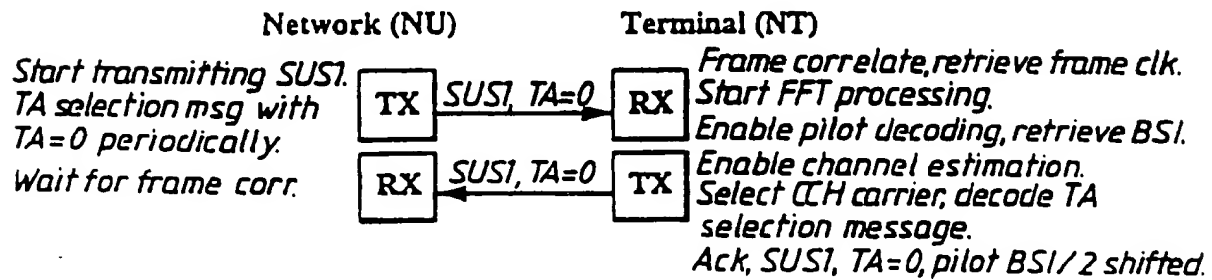 Network (NU)
Terminal (NT)
Start transmitting SUS1.
TA selection msg with
TA=0 periodically.
Wait for frame corr.
TX
SUS1, TA=0
RX
RX
SUS1, TA=0
TX
Frame correlate, retrieve frame clk.
Start FFT processing.
Enable pilot decoding, retrieve BSI.
Enable channel estimation.
Select CCH carrier, decode TA
selection message.
Ack, SUS1, TA=0, pilot BSI/2 shifted.